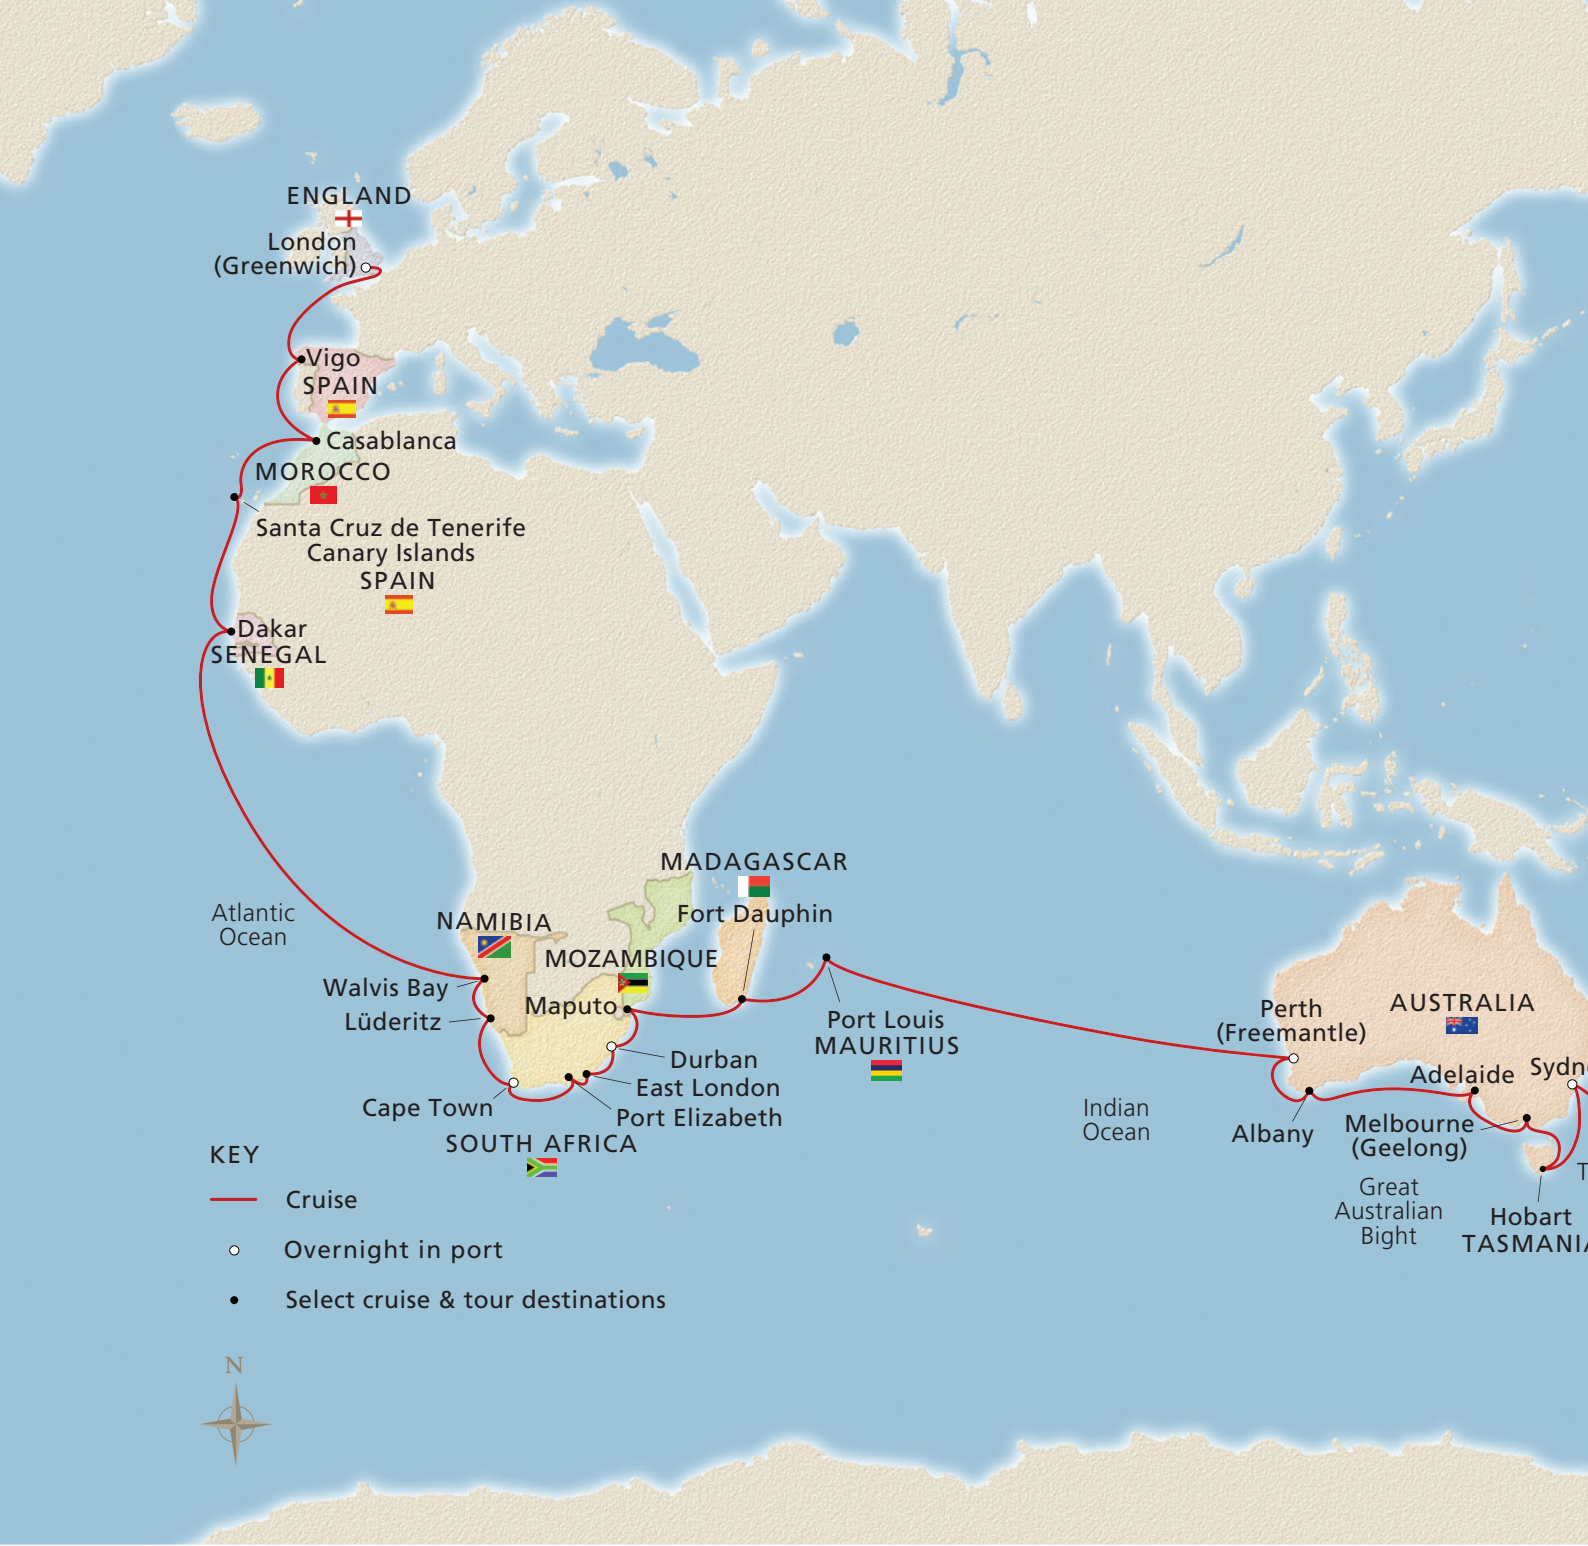 ENGLAND
London
(Greenwich)
Vigo
SPAIN
Casablanca
MOROCCO
Santa Cruz de Tenerife
Canary Islands
SPAIN
Dakar
SENEGAL
Atlantic
Ocean
NAMIBIA
Walvis Bay
Lüderitz
Cape Town
SOUTH AFRICA
MADAGASCAR
Fort Dauphin
MOZAMBIQUE
Maputo
Durban
East London
Port Elizabeth
Port Louis
MAURITIUS
Indian
Ocean
Perth
(Freemantle)
AUSTRALIA
Albany
Adelaide
Sydn
Melbourne
(Geelong)
Great
Australian
Bight
T
Hobart
TASMANIA
KEY
Cruise
Overnight in port
Select cruise & tour destinations
N